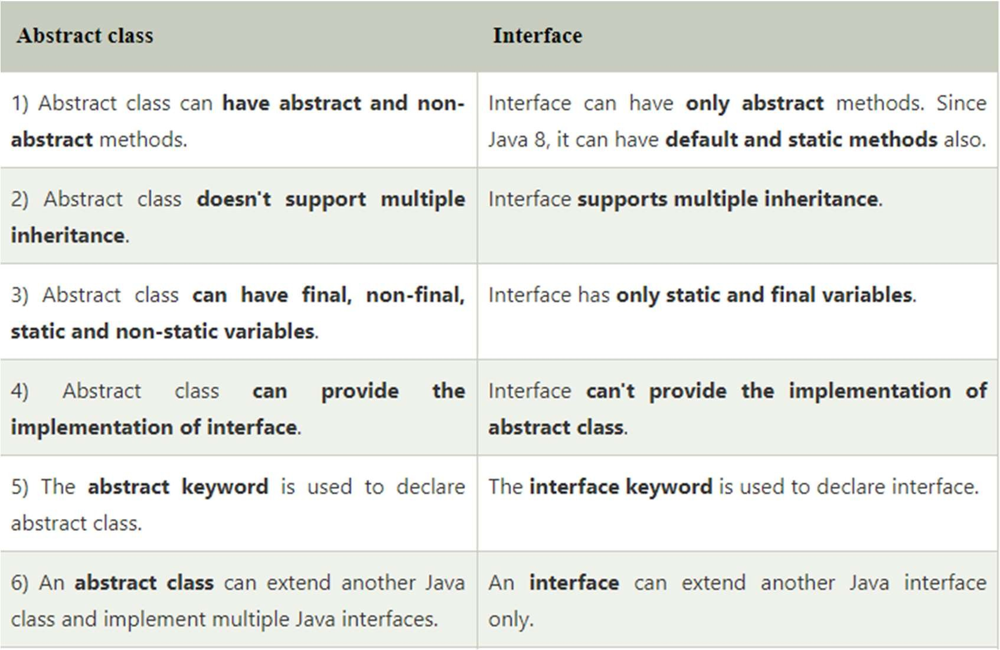 Abstract class
Interface
1) Abstract class can have abstract and non-
abstract methods.
Interface can have only abstract methods. Since
Java 8, it can have default and static methods also.
2) Abstract class doesn't support multiple
inheritance.
Interface supports multiple inheritance.
3) Abstract class can have final, non-final,
static and non-static variables.
Interface has only static and final variables.
4) Abstract class can provide the
implementation of interface.
Interface can't provide the implementation of
abstract class.
5) The abstract keyword is used to declare
abstract class.
The interface keyword is used to declare interface.
6) An abstract class can extend another Java
class and implement multiple Java interfaces.
An interface can extend another Java interface
only.